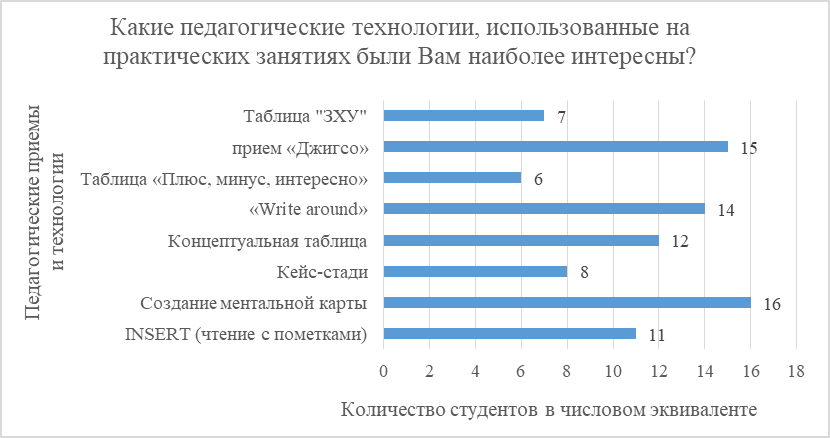 Какие педагогические технологии, использованные на
практических занятиях были Вам наиболее интересны?
Педагогические приемы
и технологии
Таблица "ЗХУ"
7
прием «Джигсо»
15
Таблица «Плюс, минус, интересно»
6
«Write around»
14
Концептуальная таблица
12
Кейс-стади
8
Создание ментальной карты
16
INSERT (чтение с пометками)
11
0 2 4 6 8 10 12 14 16 18
Количество студентов в числовом эквиваленте